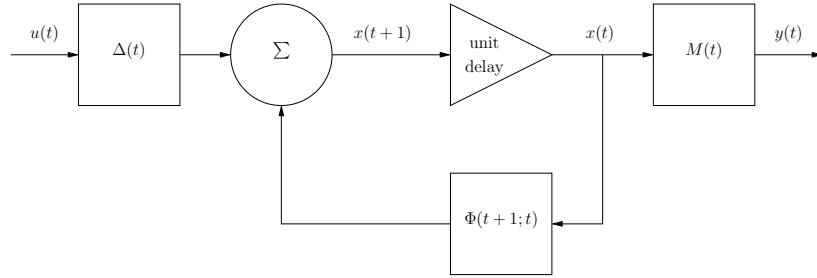 u(t)
Δ(t)
Σ
x(t + 1)
unit
delay
x(t)
M(t)
y(t)
Φ(t + 1; t)